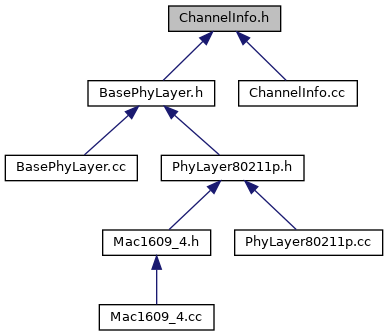 ChannelInfo.h
BasePhyLayer.h
ChannelInfo.cc
BasePhyLayer.cc
PhyLayer80211p.h
Mac1609_4.h
PhyLayer80211p.cc
Mac1609_4.cc